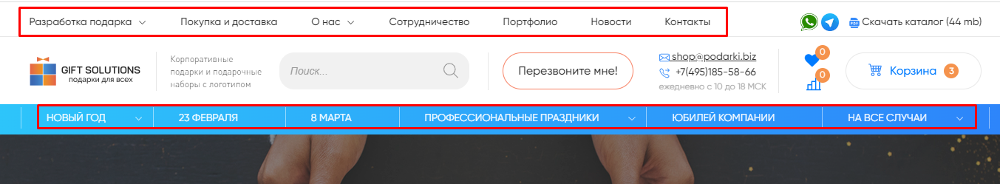 Разработка подарка Покупка и доставка О нас Сотрудничество Портфолио Новости Контакты PDF Скачать каталог (44 mb)
GIFT SOLUTIONS
подарки для всех
Корпоративные
подарки и подарочные
наборы с логотипом
Поиск...
Перезвоните мне!
shop@podarki.biz
+7(495)185-58-66
ежедневно с 10 до 18 МСК
0
0
Корзина 3
НОВЫЙ ГОД 23 ФЕВРАЛЯ 8 МАРТА ПРОФЕССИОНАЛЬНЫЕ ПРАЗДНИКИ ЮБИЛЕЙ КОМПАНИИ НА ВСЕ СЛУЧАИ